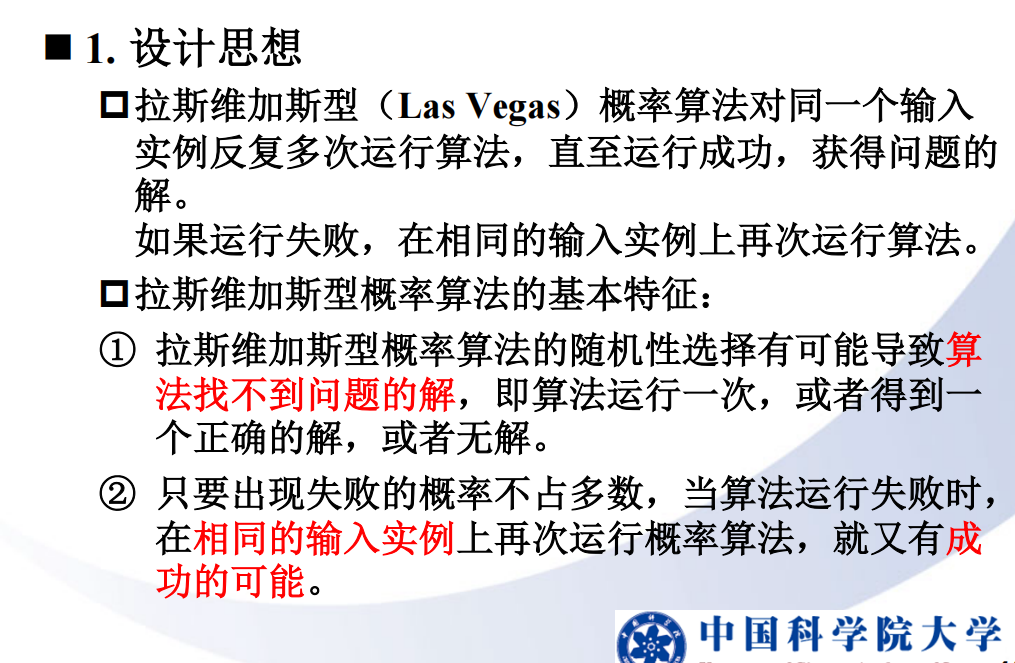 ■ 1. 设计思想
拉斯维加斯型（Las Vegas）概率算法对同一个输入
实例反复多次运行算法，直至运行成功，获得问题的
解。
如果运行失败，在相同的输入实例上再次运行算法。
拉斯维加斯型概率算法的基本特征：
① 拉斯维加斯型概率算法的随机性选择有可能导致算
法找不到问题的解，即算法运行一次，或者得到一
个正确的解，或者无解。
② 只要出现失败的概率不占多数，当算法运行失败时，
在相同的输入实例上再次运行概率算法，就又有成
功的可能。
中国科学院大学